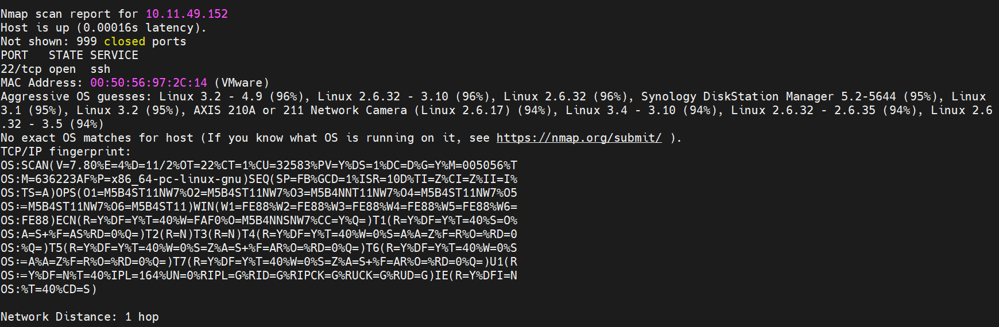 Nmap scan report for 10.11.49.152
Host is up (0.00016s latency).
Not shown: 999 closed ports
PORT   STATE SERVICE
22/tcp open  ssh
MAC Address: 00:50:56:97:2C:14 (VMware)
Aggressive OS guesses: Linux 3.2 - 4.9 (96%), Linux 2.6.32 - 3.10 (96%), Linux 2.6.32 (96%), Synology DiskStation Manager 5.2-5644 (95%), Linux
3.1 (95%), Linux 3.2 (95%), AXIS 210A or 211 Network Camera (Linux 2.6.17) (94%), Linux 3.4 - 3.10 (94%), Linux 2.6.32 - 2.6.35 (94%), Linux 2.6
.32 - 3.5 (94%)
No exact OS matches for host (If you know what OS is running on it, see https://nmap.org/submit/ ).
TCP/IP fingerprint:
OS:SCAN(V=7.80%E=4%D=11/2%OT=22%CT=1%CU=32583%PV=Y%DS=1%DC=D%G=Y%M=005056%T
OS:M=636223AF%P=x86_64-pc-linux-gnu)SEQ(SP=FB%GCD=1%ISR=10D%TI=Z%CI=Z%II=I%
OS:TS=A)OPS(O1=M5B4ST11NW7%O2=M5B4ST11NW7%O3=M5B4NNT11NW7%O4=M5B4ST11NW7%O5
OS:=M5B4ST11NW7%O6=M5B4ST11)WIN(W1=FE88%W2=FE88%W3=FE88%W4=FE88%W5=FE88%W6=
OS:FE88)ECN(R=Y%DF=Y%T=40%W=FAF0%O=M5B4NNSNW7%CC=Y%Q=)T1(R=Y%DF=Y%T=40%S=O%
OS:A=S+%F=AS%RD=0%Q=)T2(R=N)T3(R=N)T4(R=Y%DF=Y%T=40%W=0%S=A%A=Z%F=R%O=%RD=0
OS:%Q=)T5(R=Y%DF=Y%T=40%W=0%S=Z%A=S+%F=AR%O=%RD=0%Q=)T6(R=Y%DF=Y%T=40%W=0%S
OS:=A%A=Z%F=R%O=%RD=0%Q=)T7(R=Y%DF=Y%T=40%W=0%S=Z%A=S+%F=AR%O=%RD=0%Q=)U1(R
OS:=Y%DF=N%T=40%IPL=164%UN=0%RIPL=G%RID=G%RIPCK=G%RUCK=G%RUD=G)IE(R=Y%DFI=N
OS:%T=40%CD=S)
Network Distance: 1 hop